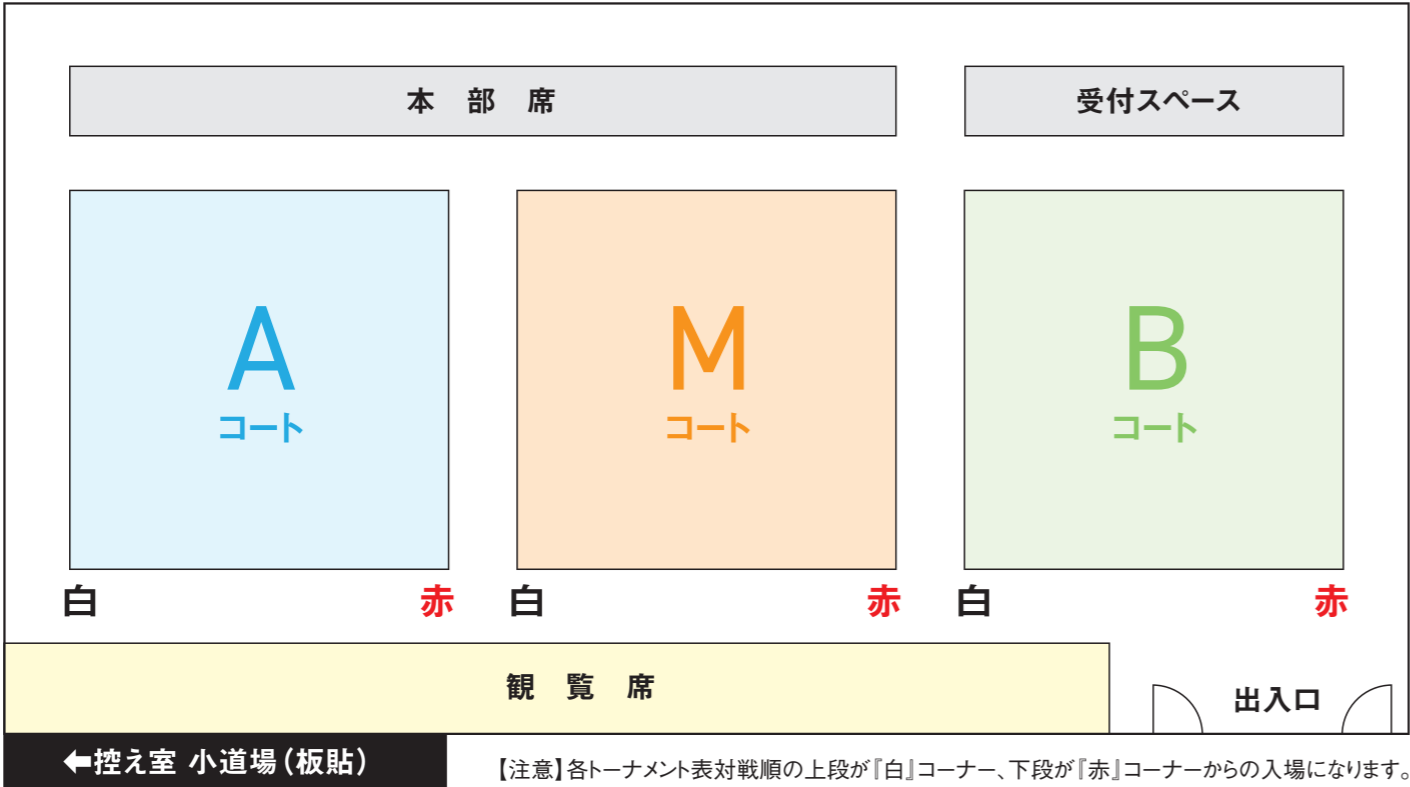 本部席
受付スペース
A
コート
M
コート
B
コート
白
赤
白
赤
白
赤
観覧席
出入口
←控え室 小道場（板貼）
【注意】各トーナメント表対戦順の上段が『白』コーナー、下段が『赤』コーナーからの入場になります。